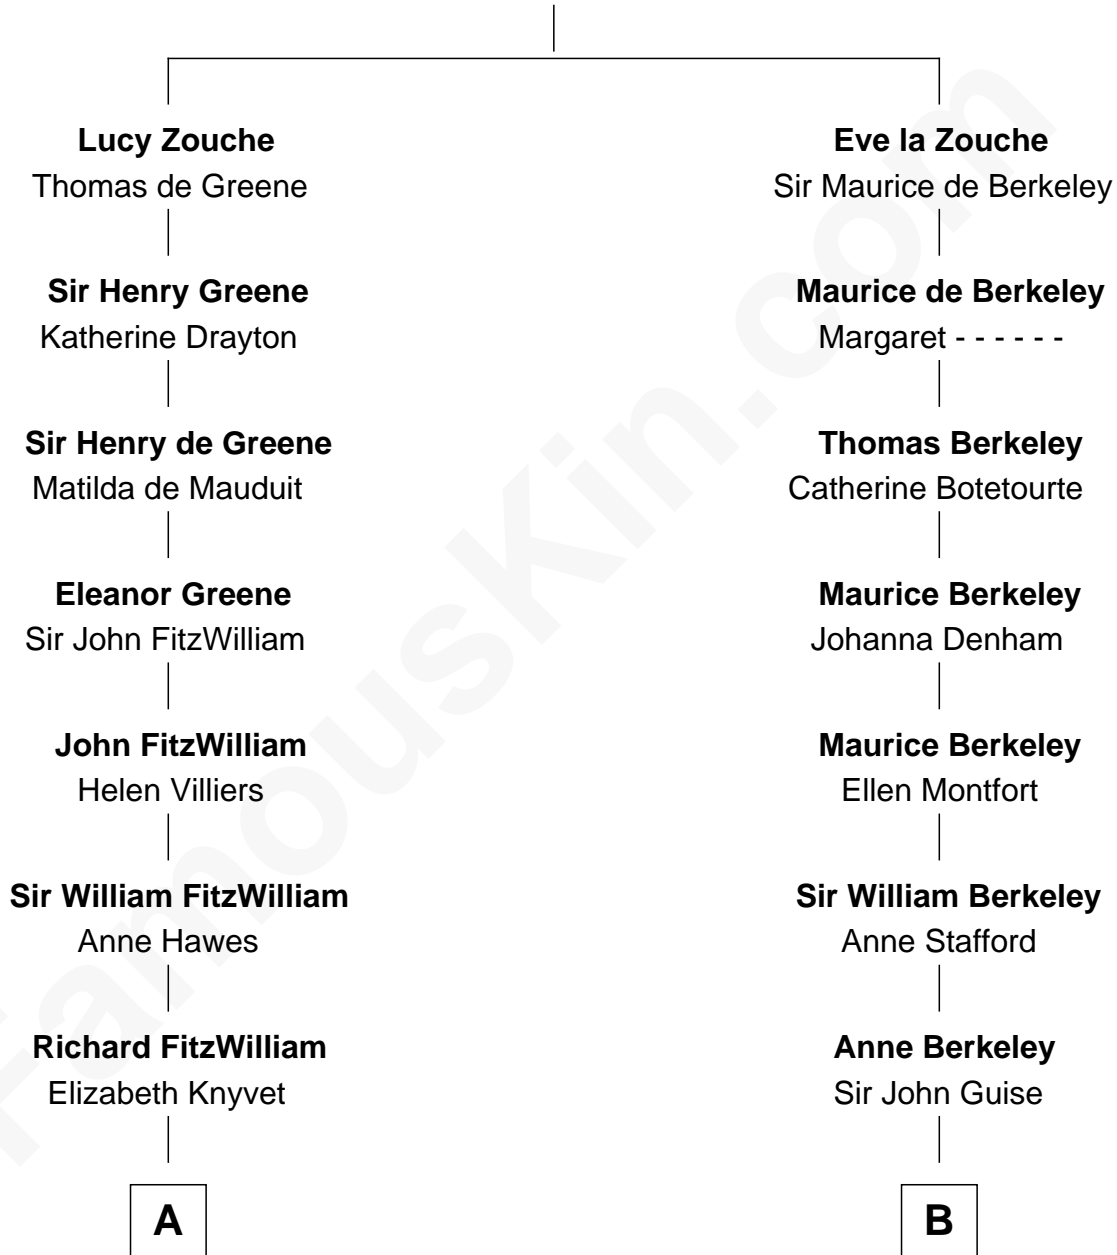 Lucy Zouche
Thomas de Greene
Sir Henry Greene
Katherine Drayton
Sir Henry de Greene
Matilda de Mauduit
Eleanor Greene
Sir John FitzWilliam
John FitzWilliam
Helen Villiers
Sir William FitzWilliam
Anne Hawes
Richard FitzWilliam
Elizabeth Knyvet
A
Eve la Zouche
Sir Maurice de Berkeley
Maurice de Berkeley
Margaret - - - - - -
Thomas Berkeley
Catherine Botetourte
Maurice Berkeley
Johanna Denham
Maurice Berkeley
Ellen Montfort
Sir William Berkeley
Anne Stafford
Anne Berkeley
Sir John Guise
B
FamousKin.com